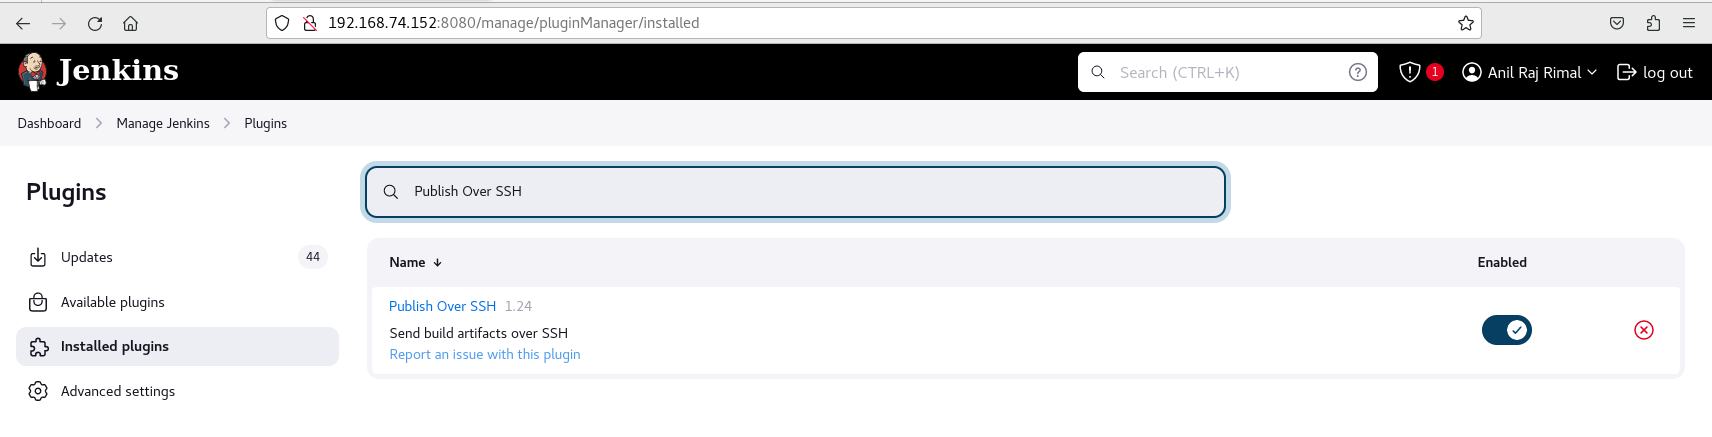 192.168.74.152:8080/manage/pluginManager/installed
Jenkins
Search (CTRL+K)
1
Anil Raj Rimal
log out
Dashboard
Manage Jenkins
Plugins
Plugins
Publish Over SSH
Updates
44
Available plugins
Installed plugins
Advanced settings
Name ↓
Enabled
Publish Over SSH 1.24
Send build artifacts over SSH
Report an issue with this plugin